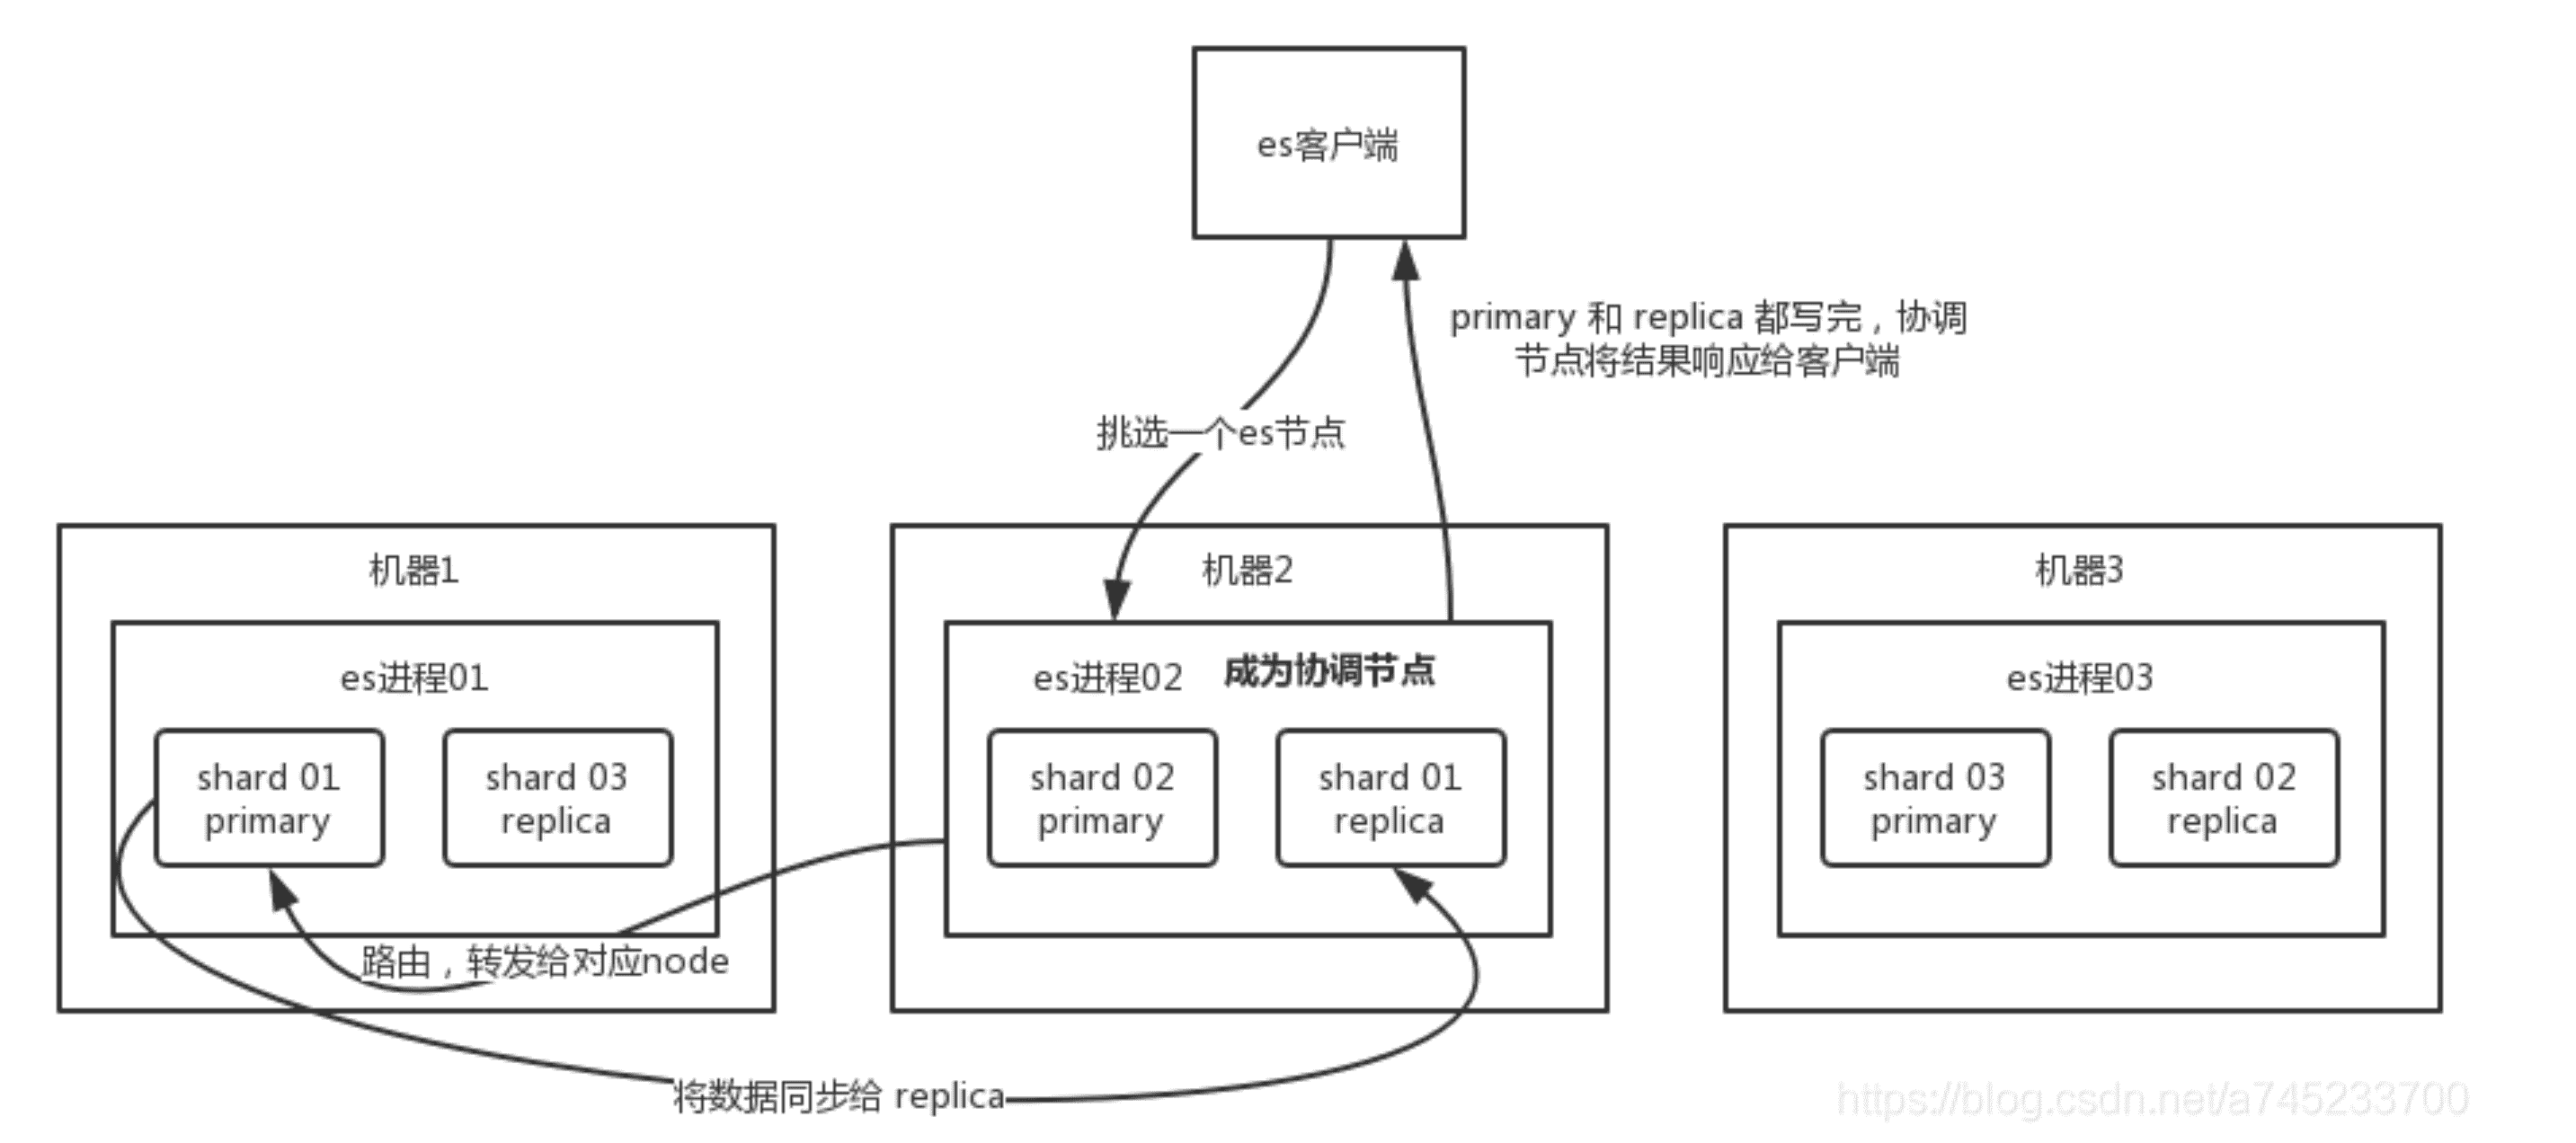 es客户端
primary 和 replica 都写完，协调
节点将结果响应给客户端
挑选一个es节点
机器1
es进程01
shard 01
primary
shard 03
replica
机器2
es进程02
成为协调节点
shard 02
primary
shard 01
replica
机器3
es进程03
shard 03
primary
shard 02
replica
路由，转发给对应node
将数据同步给 replica
https://blog.csdn.net/a745233700